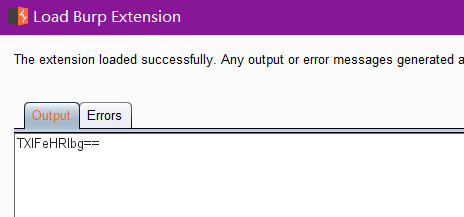 Load Burp Extension
The extension loaded successfully. Any output or error messages generated a
Output Errors
TXlFeHRlbg==